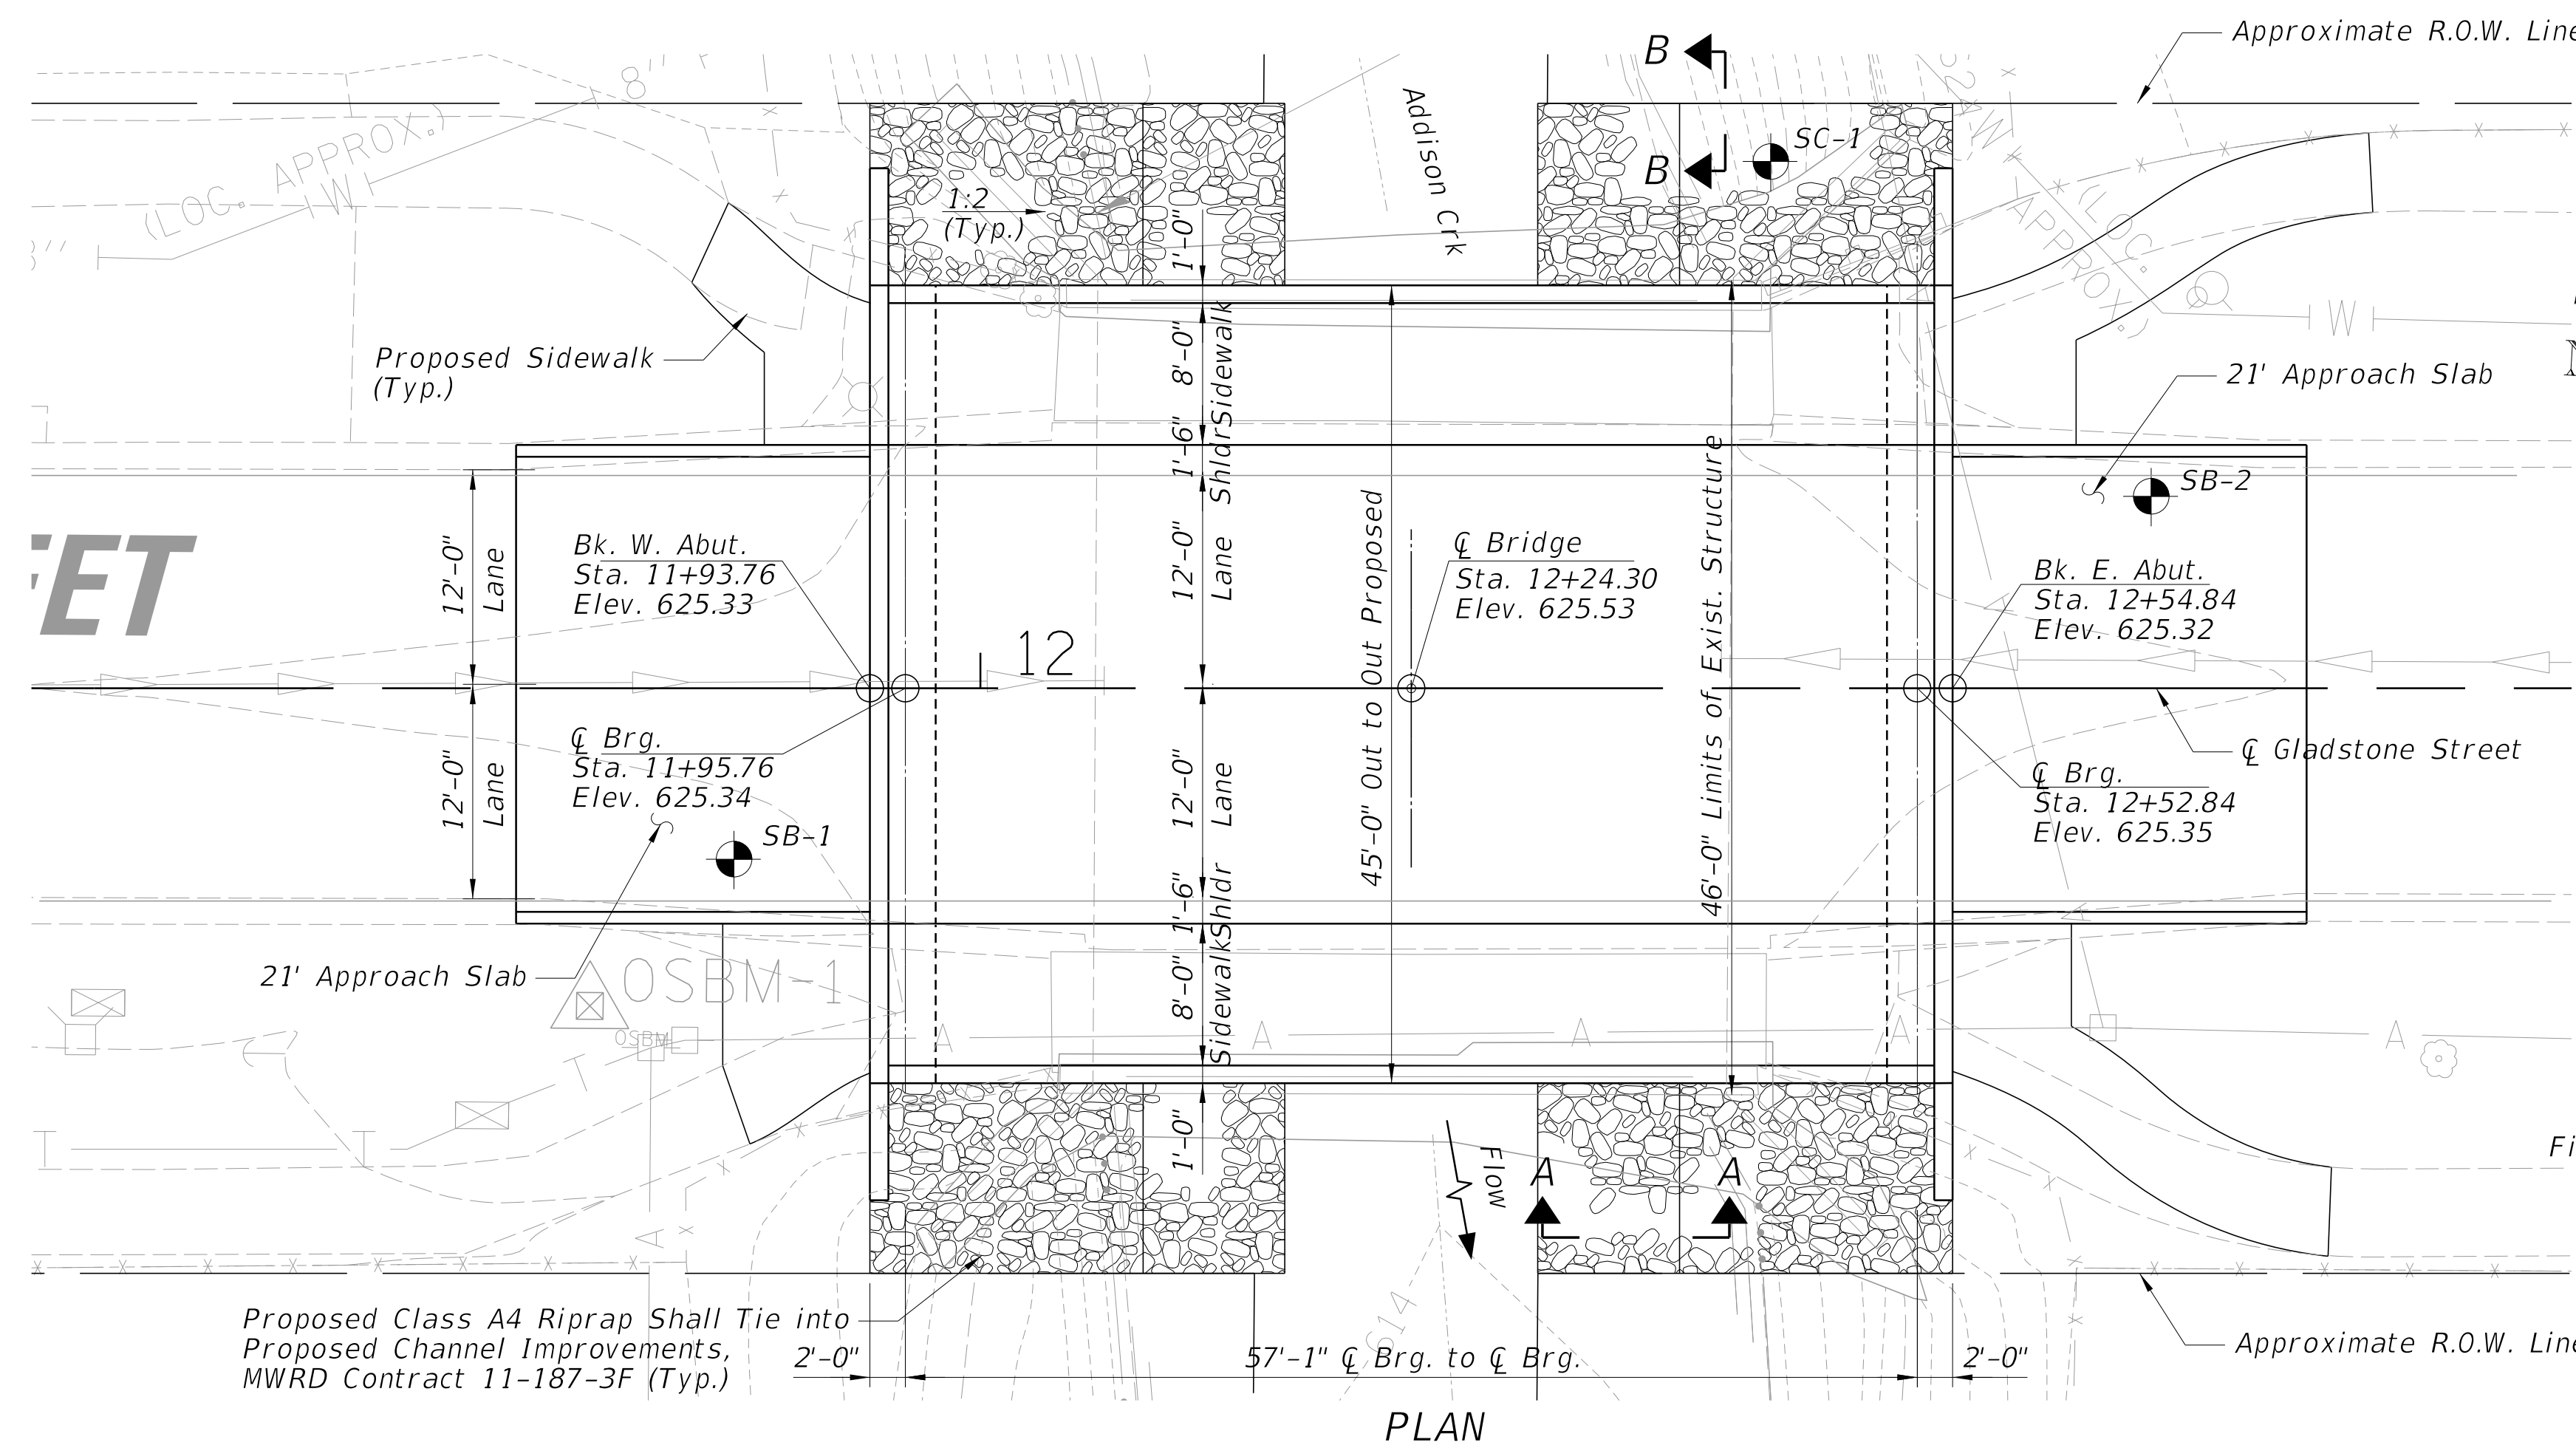 B
Approximate R.O.W. Line
8
(LOC. APPROX.)
W
Addison Crk
B
SC-1
1:2
(Typ.)
1'-0"
W
(LOC.
APPROX.)
W
Proposed Sidewalk
(Typ.)
8'-0"
Sidewalk
21' Approach Slab
1'-6"
Shldr
SB-2
12'-0"
Lane
Bk. W. Abut.
Sta. 11+93.76
Elev. 625.33
12'-0"
Lane
45'-0" Out to Out Proposed
℄ Bridge
Sta. 12+24.30
Elev. 625.53
46'-0" Limits of Exist. Structure
Bk. E. Abut.
Sta. 12+54.84
Elev. 625.32
12
12'-0"
Lane
℄ Brg.
Sta. 11+95.76
Elev. 625.34
12'-0"
Lane
℄ Gladstone Street
℄ Brg.
Sta. 12+52.84
Elev. 625.35
SB-1
1'-6"
Shldr
21' Approach Slab
OSBM-1
OSBM
8'-0"
Sidewalk
A
A
A
A
A
T
T
T
1'-0"
Flow
A
A
A
Proposed Class A4 Riprap Shall Tie into
Proposed Channel Improvements,
MWRD Contract 11-187-3F (Typ.)
614
Approximate R.O.W. Line
2'-0"
57'-1" ℄ Brg. to ℄ Brg.
2'-0"
PLAN